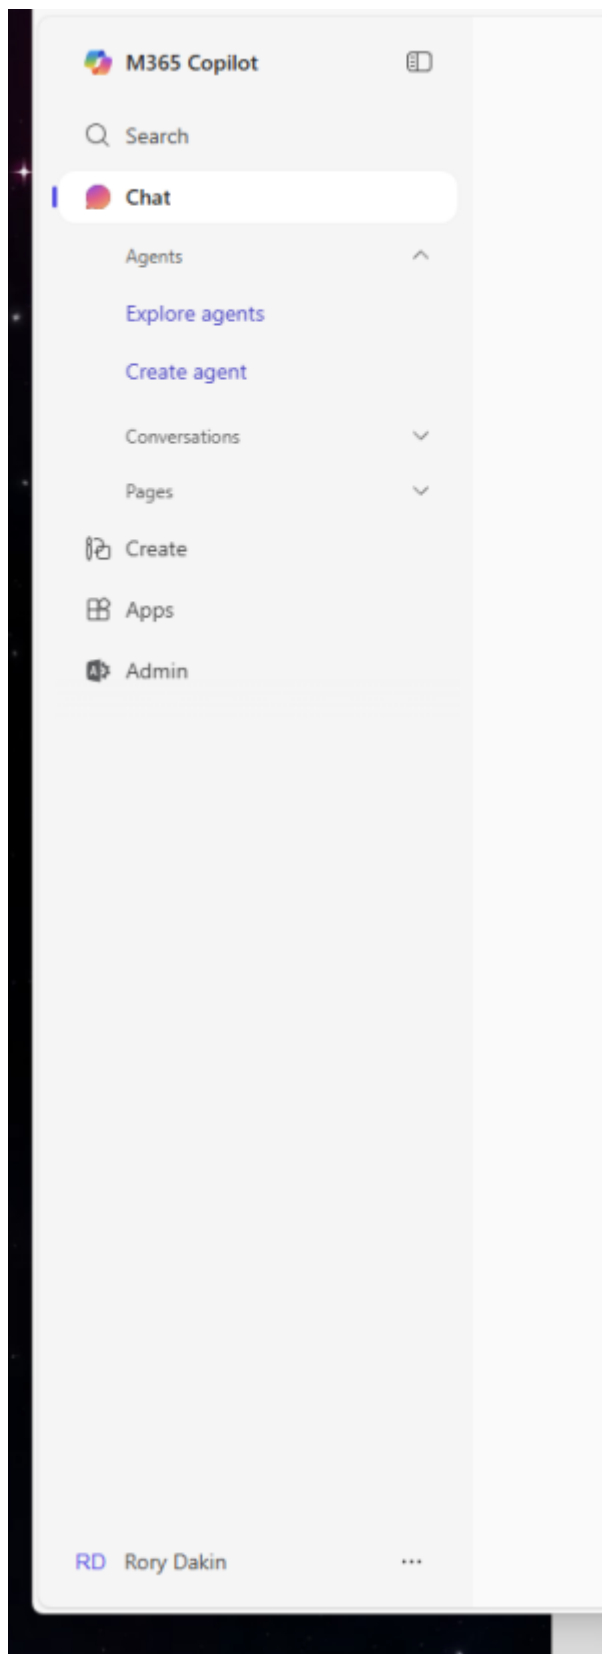 M365 Copilot
Search
Chat
Agents
Explore agents
Create agent
Conversations
Pages
Create
Apps
Admin
RD Rory Dakin